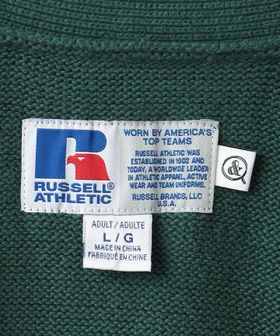 WORN BY AMERICA'S
TOP TEAMS
RUSSELL ATHLETIC WAS
ESTABLISHED IN 1902 AND
TODAY, A WORLDWIDE LEADER
IN ATHLETIC APPAREL, ACTIVE
WEAR AND TEAM UNIFORMS.
RUSSELL BRANDS, LLC
U.S.A.
RUSSELL
ATHLETIC
&
ADULT/ADULTE
L/G
MADE IN CHINA
FABRIQUÉ EN CHINE